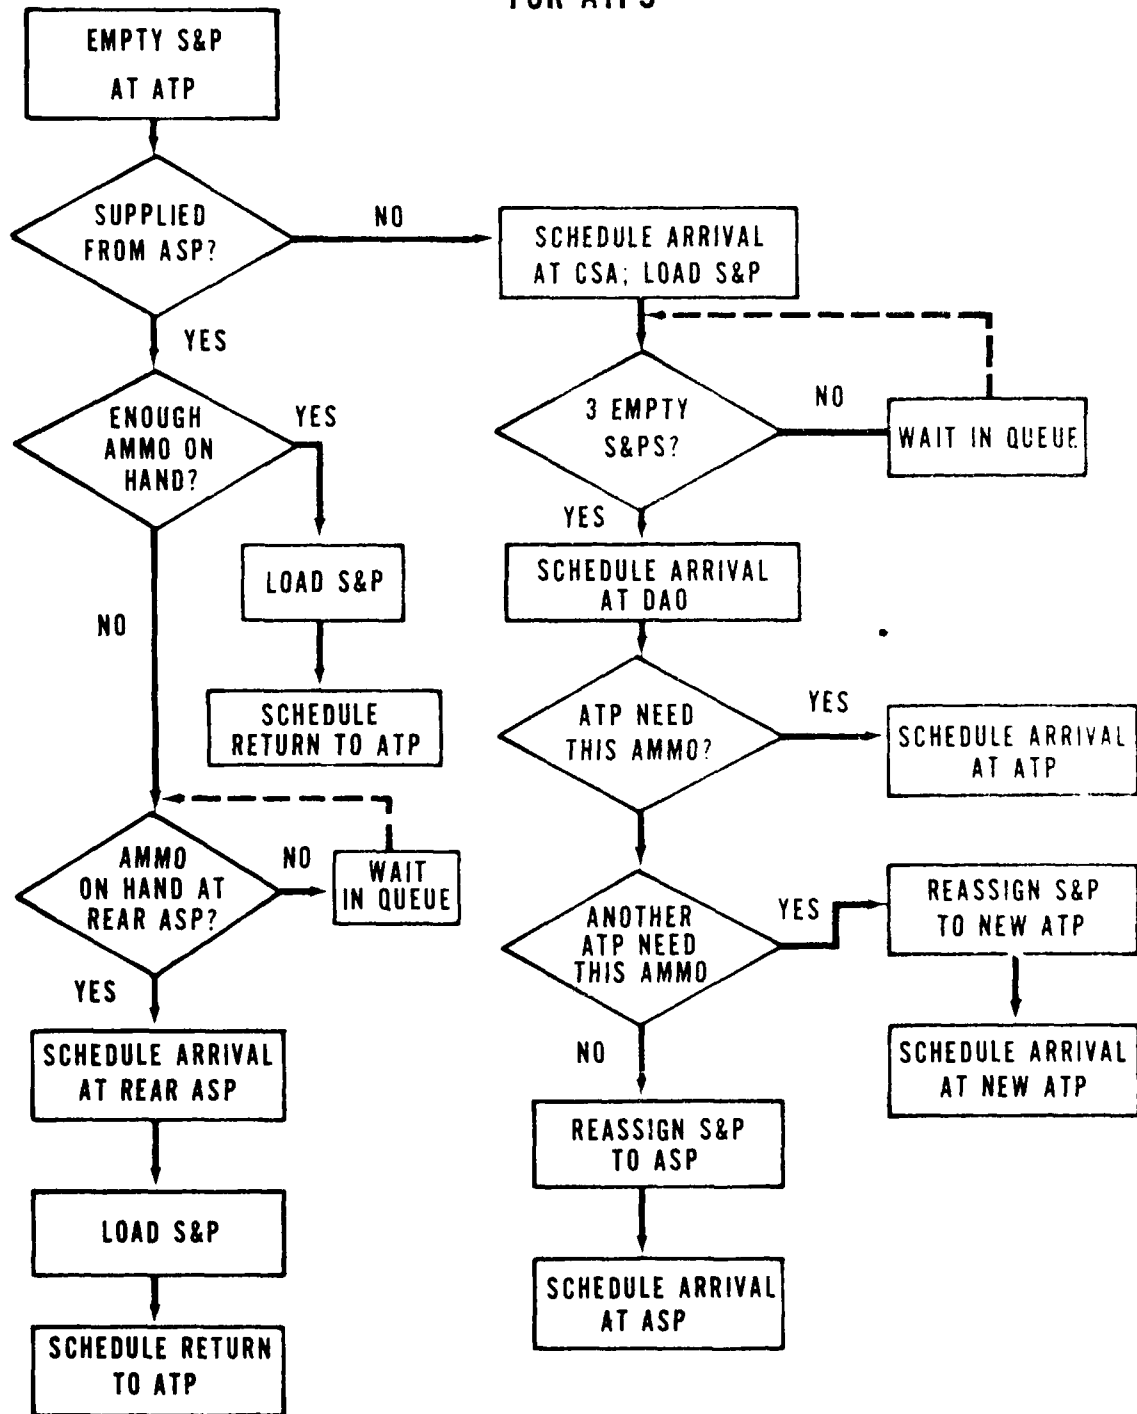 FOR ATPS
EMPTY S&P
AT ATP
SUPPLIED
FROM ASP?
NO
YES
SCHEDULE ARRIVAL
AT CSA; LOAD S&P
ENOUGH
AMMO ON
HAND?
YES
NO
LOAD S&P
SCHEDULE
RETURN TO ATP
3 EMPTY
S&PS?
NO
WAIT IN QUEUE
YES
SCHEDULE ARRIVAL
AT DAO
ATP NEED
THIS AMMO?
YES
SCHEDULE ARRIVAL
AT ATP
AMMO
ON HAND AT
REAR ASP?
NO
WAIT
IN QUEUE
YES
SCHEDULE ARRIVAL
AT REAR ASP
LOAD S&P
SCHEDULE RETURN
TO ATP
ANOTHER
ATP NEED
THIS AMMO
YES
REASSIGN S&P
TO NEW ATP
SCHEDULE ARRIVAL
AT NEW ATP
NO
REASSIGN S&P
TO ASP
SCHEDULE ARRIVAL
AT ASP